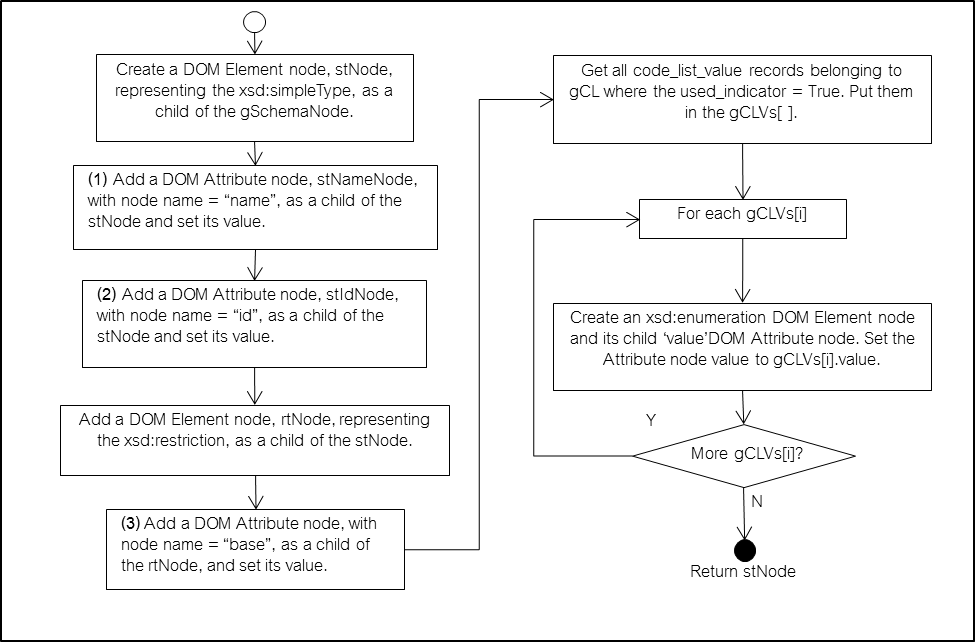 Create a DOM Element node, stNode,
representing the xsd:simpleType, as a
child of the gSchemaNode.
(1) Add a DOM Attribute node, stNameNode,
with node name = “name”, as a child of the
stNode and set its value.
(2) Add a DOM Attribute node, stIdNode,
with node name = “id”, as a child of the
stNode and set its value.
Add a DOM Element node, rtNode, representing
the xsd:restriction, as a child of the stNode.
(3) Add a DOM Attribute node, with
node name = “base”, as a child of
the rtNode, and set its value.
Get all code_list_value records belonging to
gCL where the used_indicator = True. Put them
in the gCLVs[ ].
For each gCLVs[i]
Create an xsd:enumeration DOM Element node
and its child ‘value’DOM Attribute node. Set the
Attribute node value to gCLVs[i].value.
Y
More gCLVs[i]?
N
Return stNode